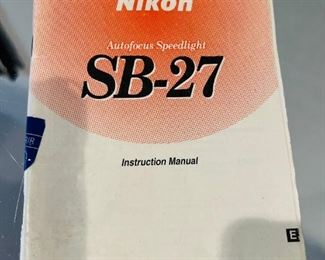 Nikon
Autofocus Speedlight
SB-27
Instruction Manual
E